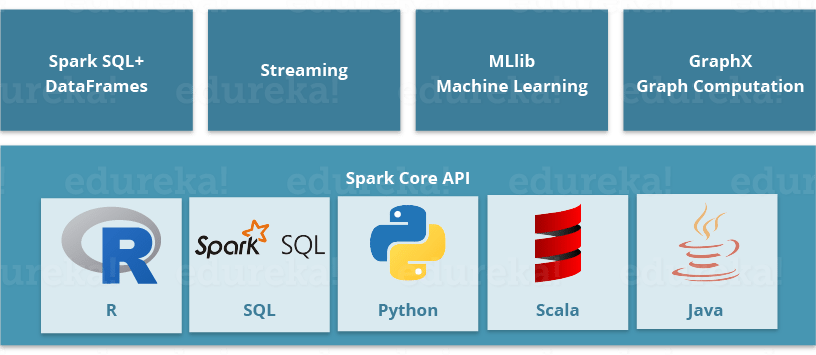 Spark SQL+
DataFrames
Streaming
MLlib
Machine Learning
GraphX
Graph Computation
edureka!
Spark Core API
R
Spark SQL
R
SQL
Python
Scala
Java